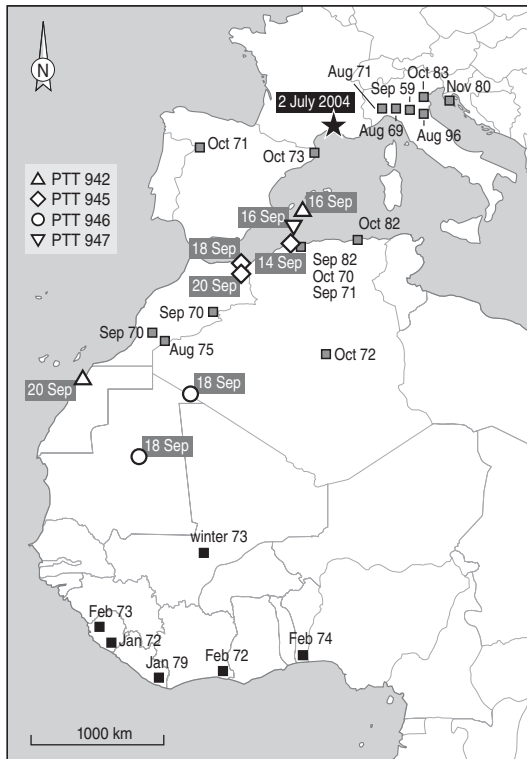 N
Aug 71
Sep 59
Oct 83
Nov 80
2 July 2004
Aug 69
Aug 96
Oct 71
Oct 73
PTT 942
PTT 945
PTT 946
PTT 947
16 Sep
16 Sep
Oct 82
18 Sep
14 Sep
Sep 82
Oct 70
Sep 71
20 Sep
Sep 70
Sep 70
Aug 75
Oct 72
20 Sep
18 Sep
18 Sep
winter 73
Feb 73
Jan 72
Jan 79
Feb 72
Feb 74
1000 km